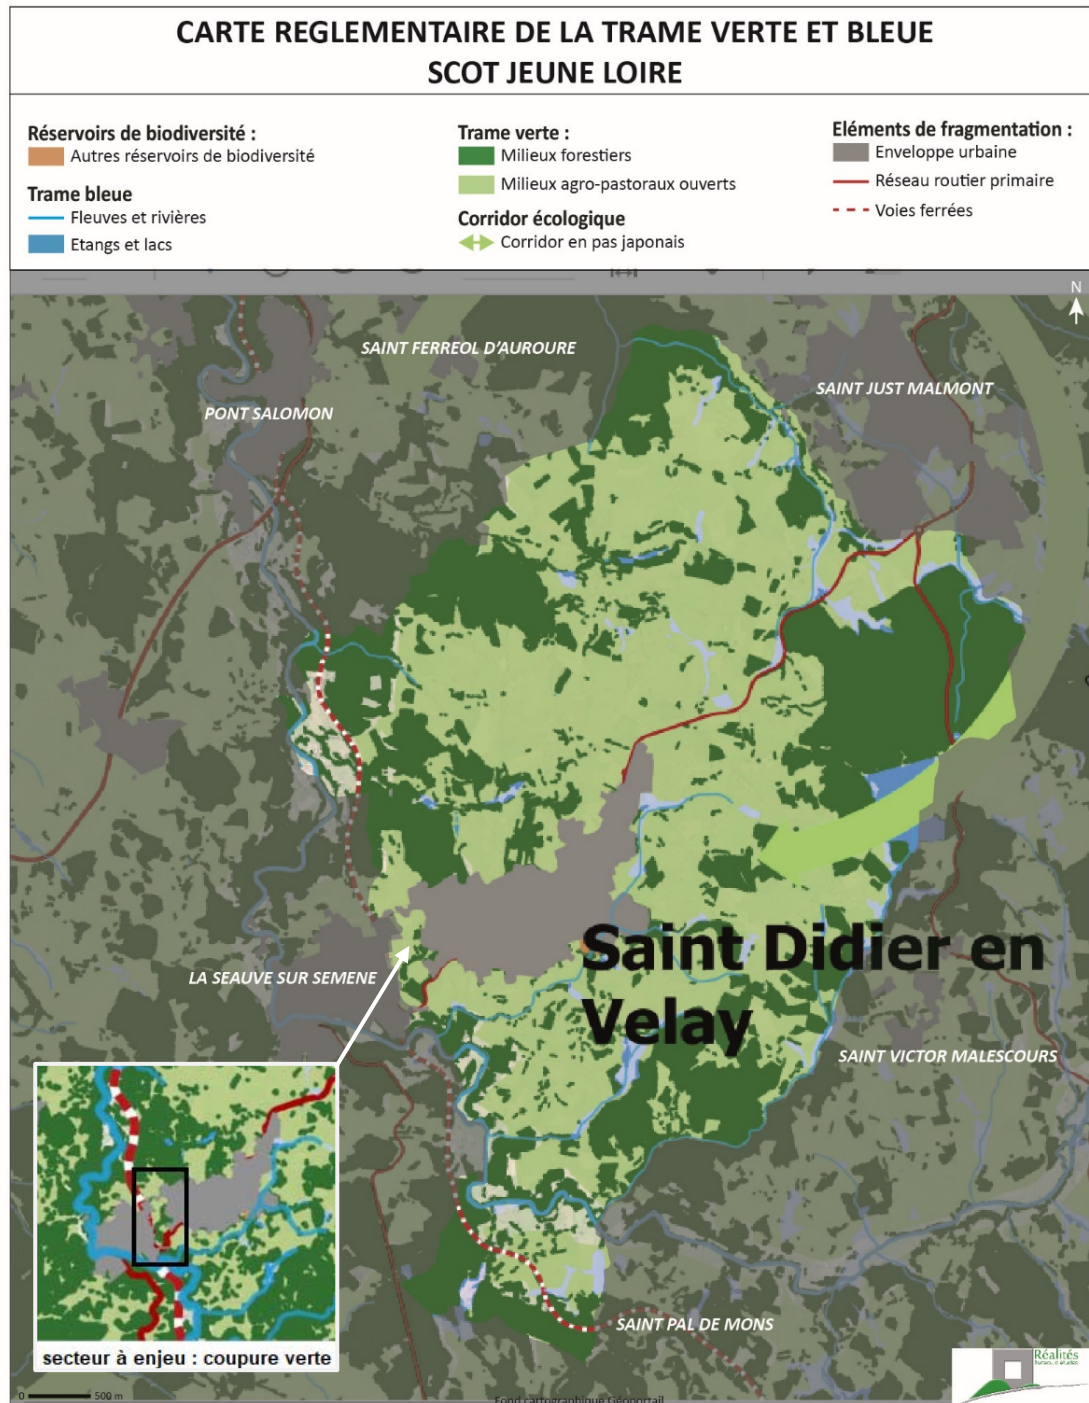 CARTE REGLEMENTAIRE DE LA TRAME VERTE ET BLEUE
SCOT JEUNE LOIRE
Réservoirs de biodiversité :
Autres réservoirs de biodiversité
Trame bleue
Fleuves et rivières
Etangs et lacs
Trame verte :
Milieux forestiers
Milieux agro-pastoraux ouverts
Corridor écologique
Corridor en pas japonais
Eléments de fragmentation :
Enveloppe urbaine
Réseau routier primaire
Voies ferrées
N
SAINT FERREOL D'AUROURE
SAINT JUST MALMONT
PONT SALOMON
Saint Didier en
Velay
LA SEAUVE SUR SEMENE
SAINT VICTOR MALESCOURS
SAINT PAL DE MONS
secteur à enjeu : coupure verte
0 500 m
Fond cartographique Géoportail
Réalités